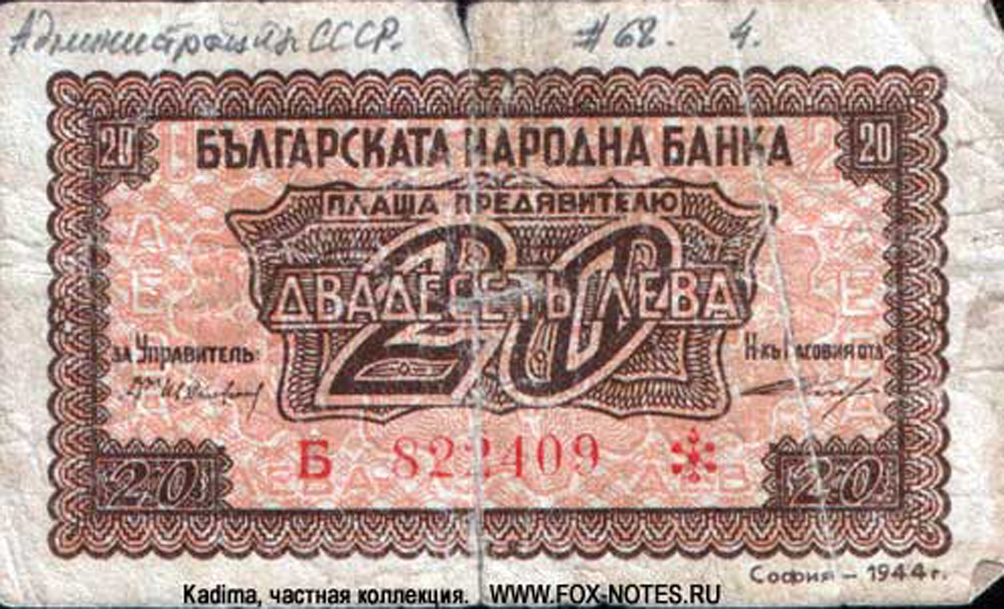 Администрация СССР. #68. 4.
20 20
БЪЛГАРСКАТА НАРОДНА БАНКА
ПЛАЩА ПРЕДЯВИТЕЛЮ
20
ДВАДЕСЕТЬ ЛЕВА
ЗА УПРАВИТЕЛЬ: Н-КЪ КАСОВИЯ ОТД.
Б 822409
20 20
София – 1944 г.
Kadima, частная коллекция. WWW.FOX-NOTES.RU